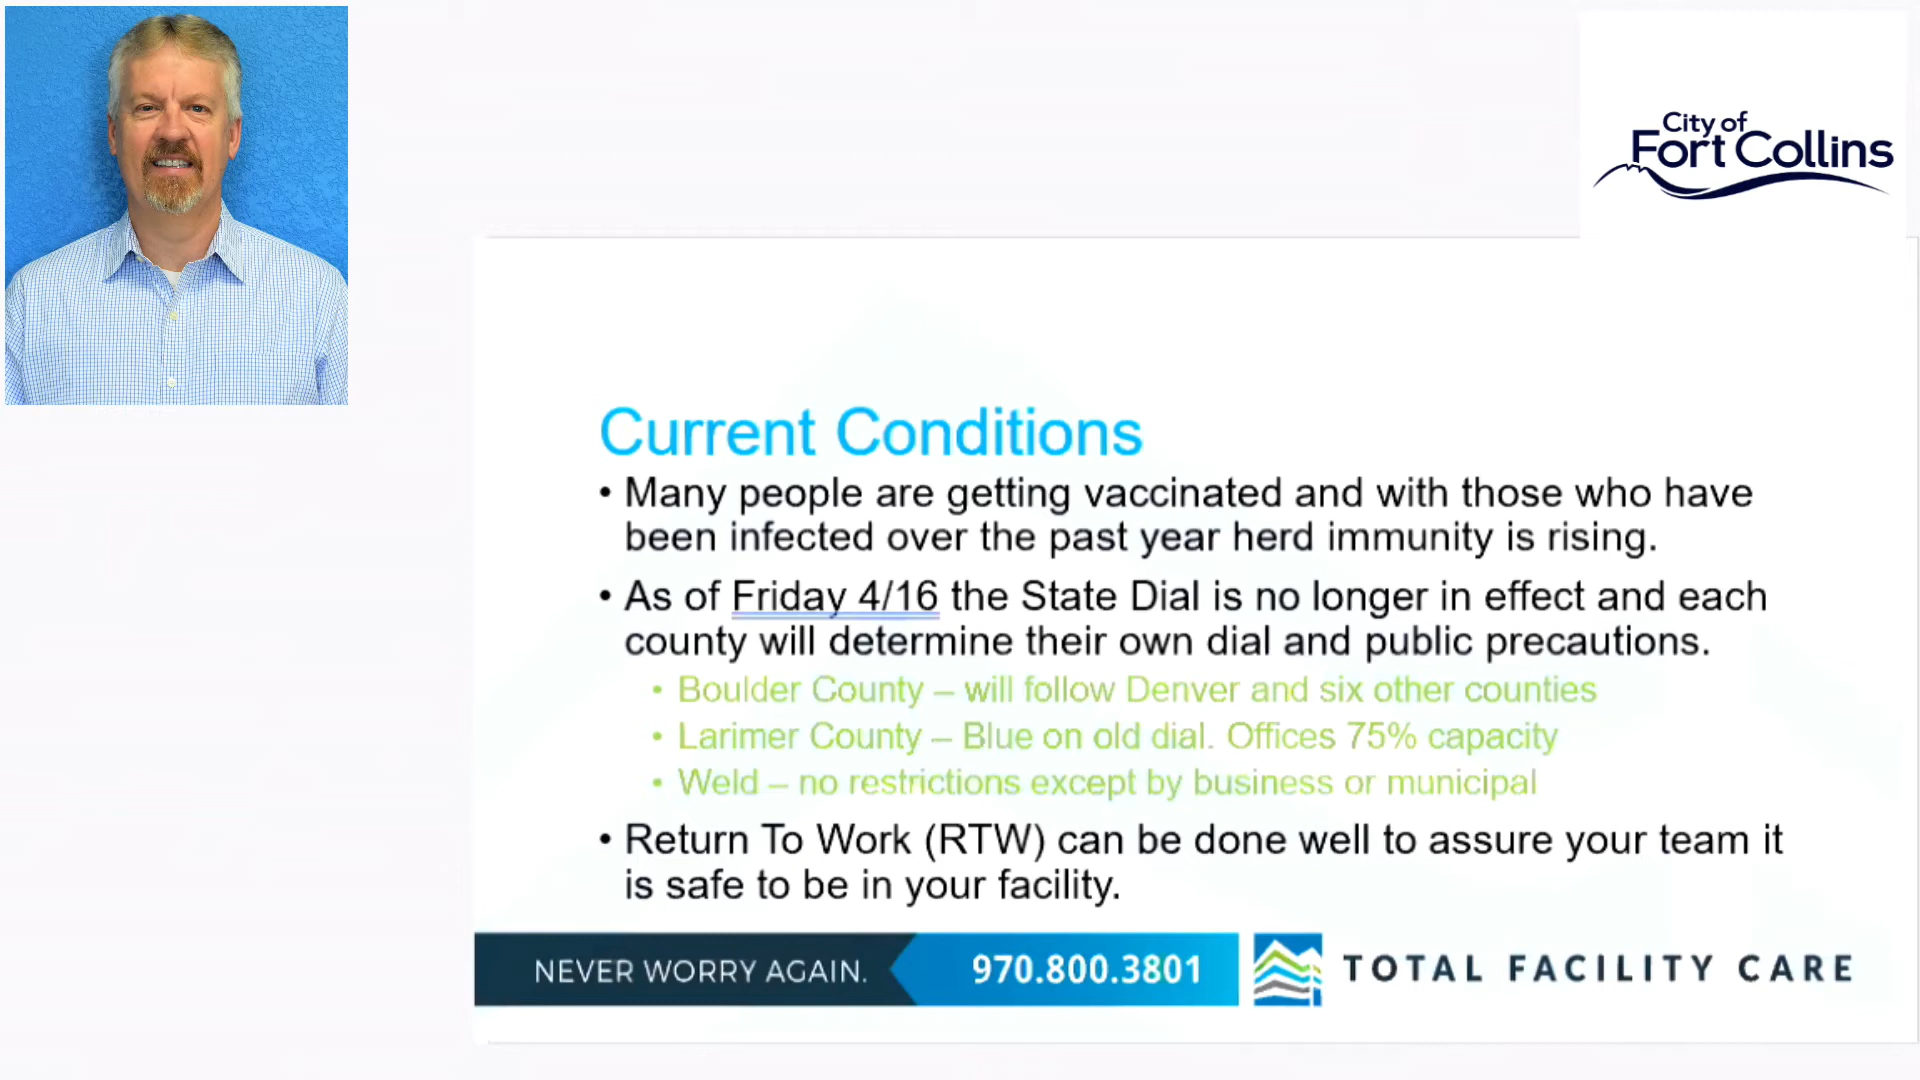 City of
Fort Collins
Current Conditions
• Many people are getting vaccinated and with those who have
been infected over the past year herd immunity is rising.
• As of Friday 4/16 the State Dial is no longer in effect and each
county will determine their own dial and public precautions.
• Boulder County – will follow Denver and six other counties
• Larimer County – Blue on old dial. Offices 75% capacity
• Weld – no restrictions except by business or municipal
• Return To Work (RTW) can be done well to assure your team it
is safe to be in your facility.
NEVER WORRY AGAIN. 970.800.3801 TOTAL FACILITY CARE